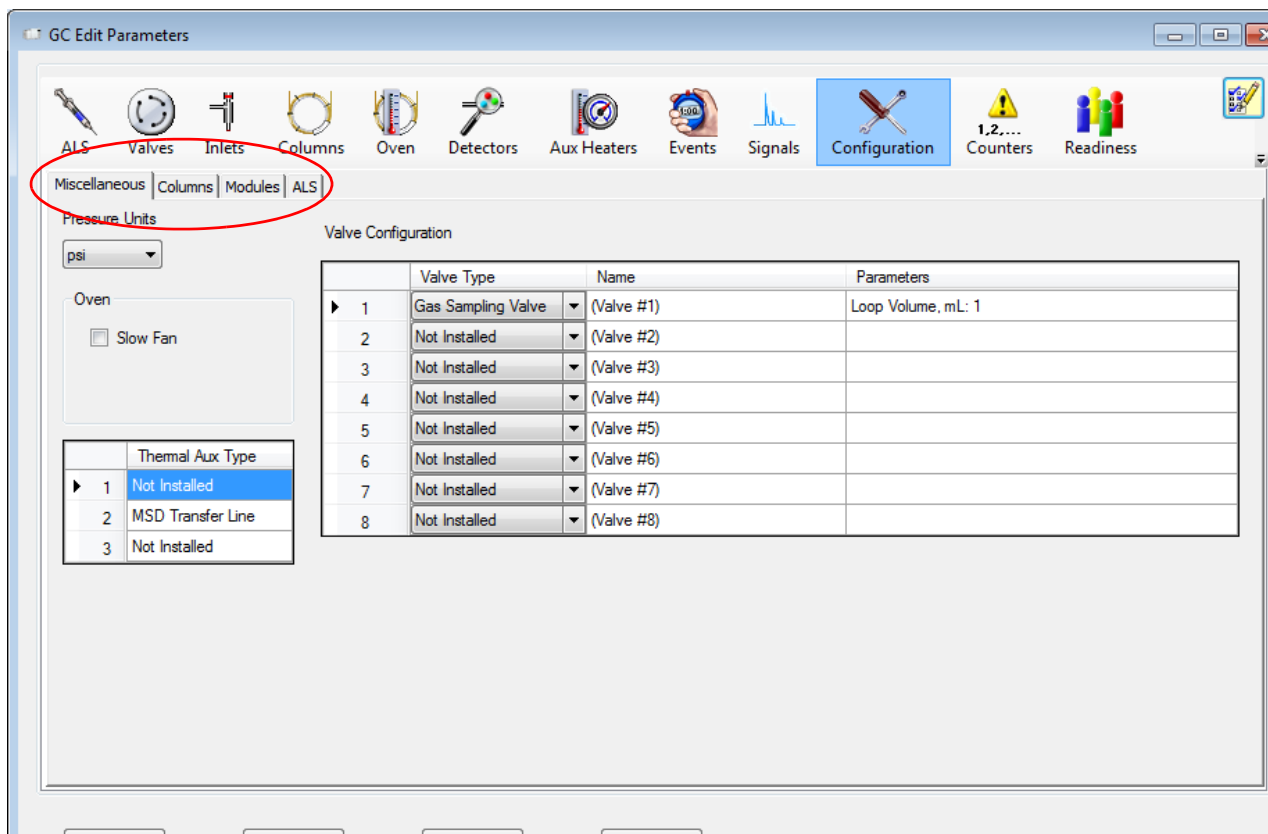 GC Edit Parameters
1:00
1,2,...
ALS Valves Inlets Columns Oven Detectors Aux Heaters Events Signals Configuration Counters Readiness
Miscellaneous Columns Modules ALS
Pressure Units
psi
Oven
Slow Fan
Thermal Aux Type
1 Not Installed
2 MSD Transfer Line
3 Not Installed
Valve Configuration
Valve Type Name Parameters
1 Gas Sampling Valve (Valve #1) Loop Volume, mL: 1
2 Not Installed (Valve #2)
3 Not Installed (Valve #3)
4 Not Installed (Valve #4)
5 Not Installed (Valve #5)
6 Not Installed (Valve #6)
7 Not Installed (Valve #7)
8 Not Installed (Valve #8)